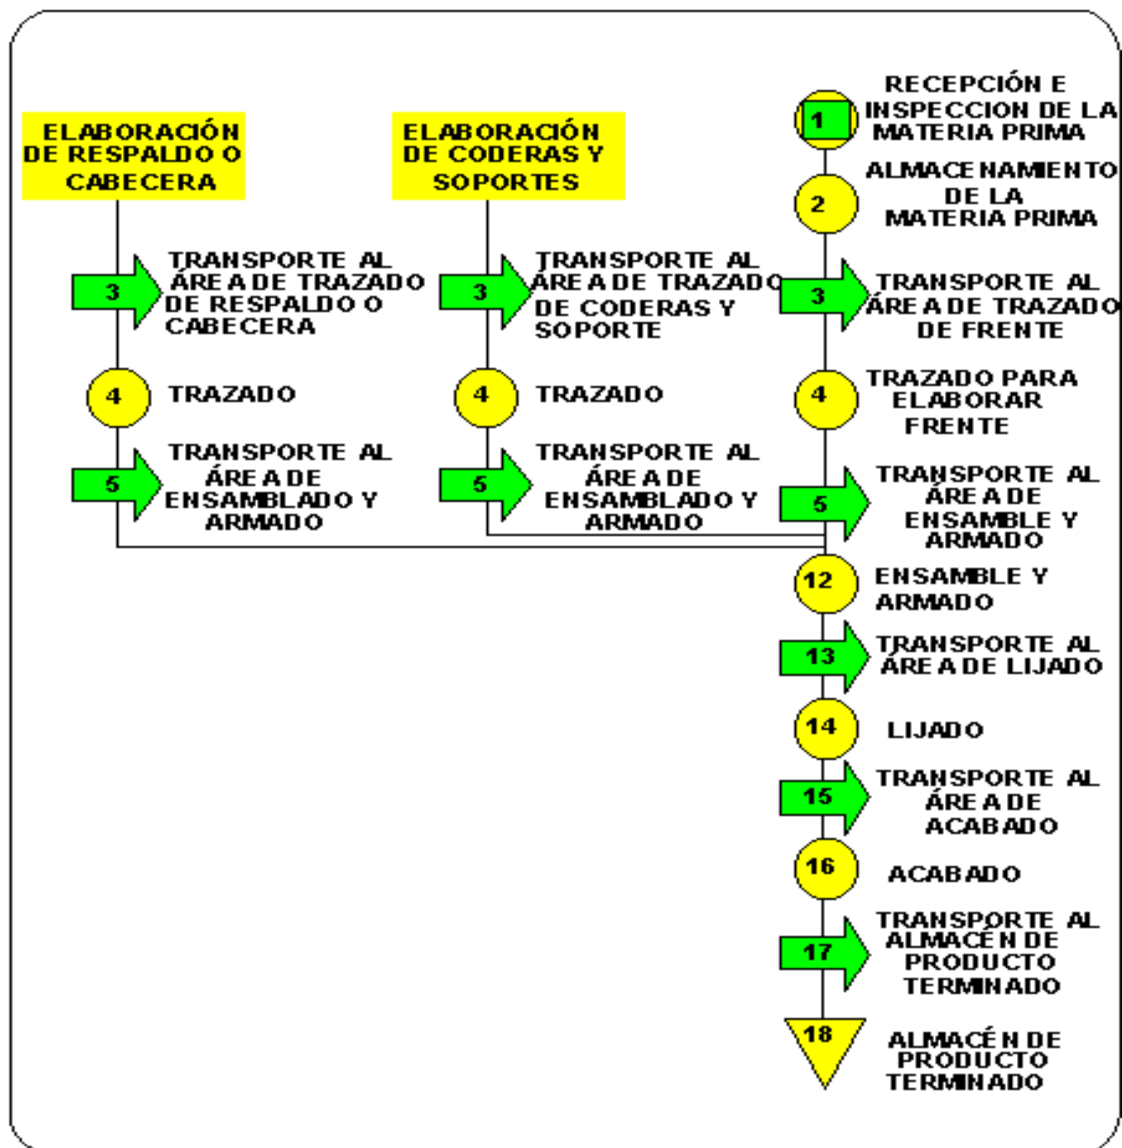 ELABORACIÓN
DE RESPALDO O
CABECERA
3
TRANSPORTE AL
ÁREA DE TRAZADO
DE RESPALDO O
CABECERA
4
TRAZADO
5
TRANSPORTE AL
ÁREA DE
ENSAMBLADO Y
ARMADO
ELABORACIÓN
DE CODERAS Y
SOPORTES
3
TRANSPORTE AL
ÁREA DE TRAZADO
DE CODERAS Y
SOPORTE
4
TRAZADO
5
TRANSPORTE AL
ÁREA DE
ENSAMBLADO Y
ARMADO
1
RECEPCIÓN E
INSPECCION DE LA
MATERIA PRIMA
2
ALMACENAMIENTO
DE LA
MATERIA PRIMA
3
TRANSPORTE AL
ÁREA DE TRAZADO
DE FRENTE
4
TRAZADO PARA
ELABORAR
FRENTE
5
TRANSPORTE AL
ÁREA DE
ENSAMBLE Y
ARMADO
12
ENSAMBLE Y
ARMADO
13
TRANSPORTE AL
ÁREA DE LIJADO
14
LIJADO
15
TRANSPORTE AL
ÁREA DE
ACABADO
16
ACABADO
17
TRANSPORTE AL
ALMACÉN DE
PRODUCTO
TERMINADO
18
ALMACÉN DE
PRODUCTO
TERMINADO